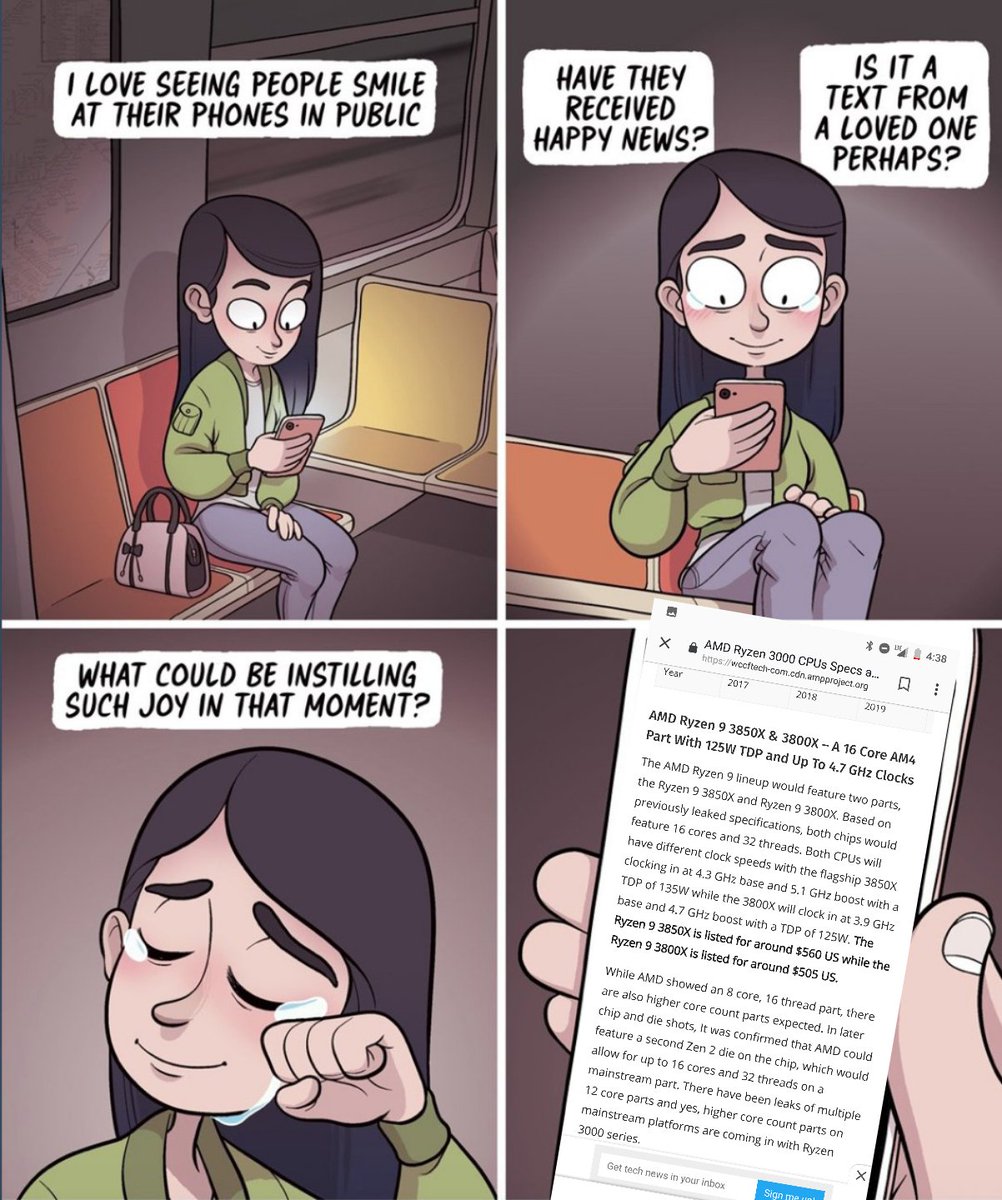 I LOVE SEEING PEOPLE SMILE
AT THEIR PHONES IN PUBLIC
HAVE THEY
RECEIVED
HAPPY NEWS?
IS IT A
TEXT FROM
A LOVED ONE
PERHAPS?
WHAT COULD BE INSTILLING
SUCH JOY IN THAT MOMENT?
LTE 4:38
AMD Ryzen 3000 CPUs Specs a...
https://wccftech-com.cdn.ampproject.org
Year 2017 2018 2019
AMD Ryzen 9 3850X & 3800X – A 16 Core AM4
Part With 125W TDP and Up To 4.7 GHz Clocks
The AMD Ryzen 9 lineup would feature two parts,
the Ryzen 9 3850X and Ryzen 9 3800X. Based on
previously leaked specifications, both chips would
feature 16 cores and 32 threads. Both CPUs will
have different clock speeds with the flagship 3850X
clocking in at 4.3 GHz base and 5.1 GHz boost with a
TDP of 135W while the 3800X will clock in at 3.9 GHz
base and 4.7 GHz boost with a TDP of 125W. The
Ryzen 9 3850X is listed for around $560 US while the
Ryzen 9 3800X is listed for around $505 US.
While AMD showed an 8 core, 16 thread part, there
are also higher core count parts expected. In later
chip and die shots, It was confirmed that AMD could
feature a second Zen 2 die on the chip, which would
allow for up to 16 cores and 32 threads on a
mainstream part. There have been leaks of multiple
12 core parts and yes, higher core count parts on
mainstream platforms are coming in with Ryzen
3000 series.
Get tech news in your inbox
Sign me up!